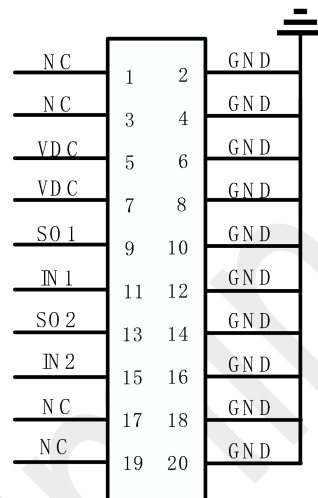 NC 1 2 GND
NC 3 4 GND
VDC 5 6 GND
VDC 7 8 GND
SO1 9 10 GND
IN1 11 12 GND
SO2 13 14 GND
IN2 15 16 GND
NC 17 18 GND
NC 19 20 GND